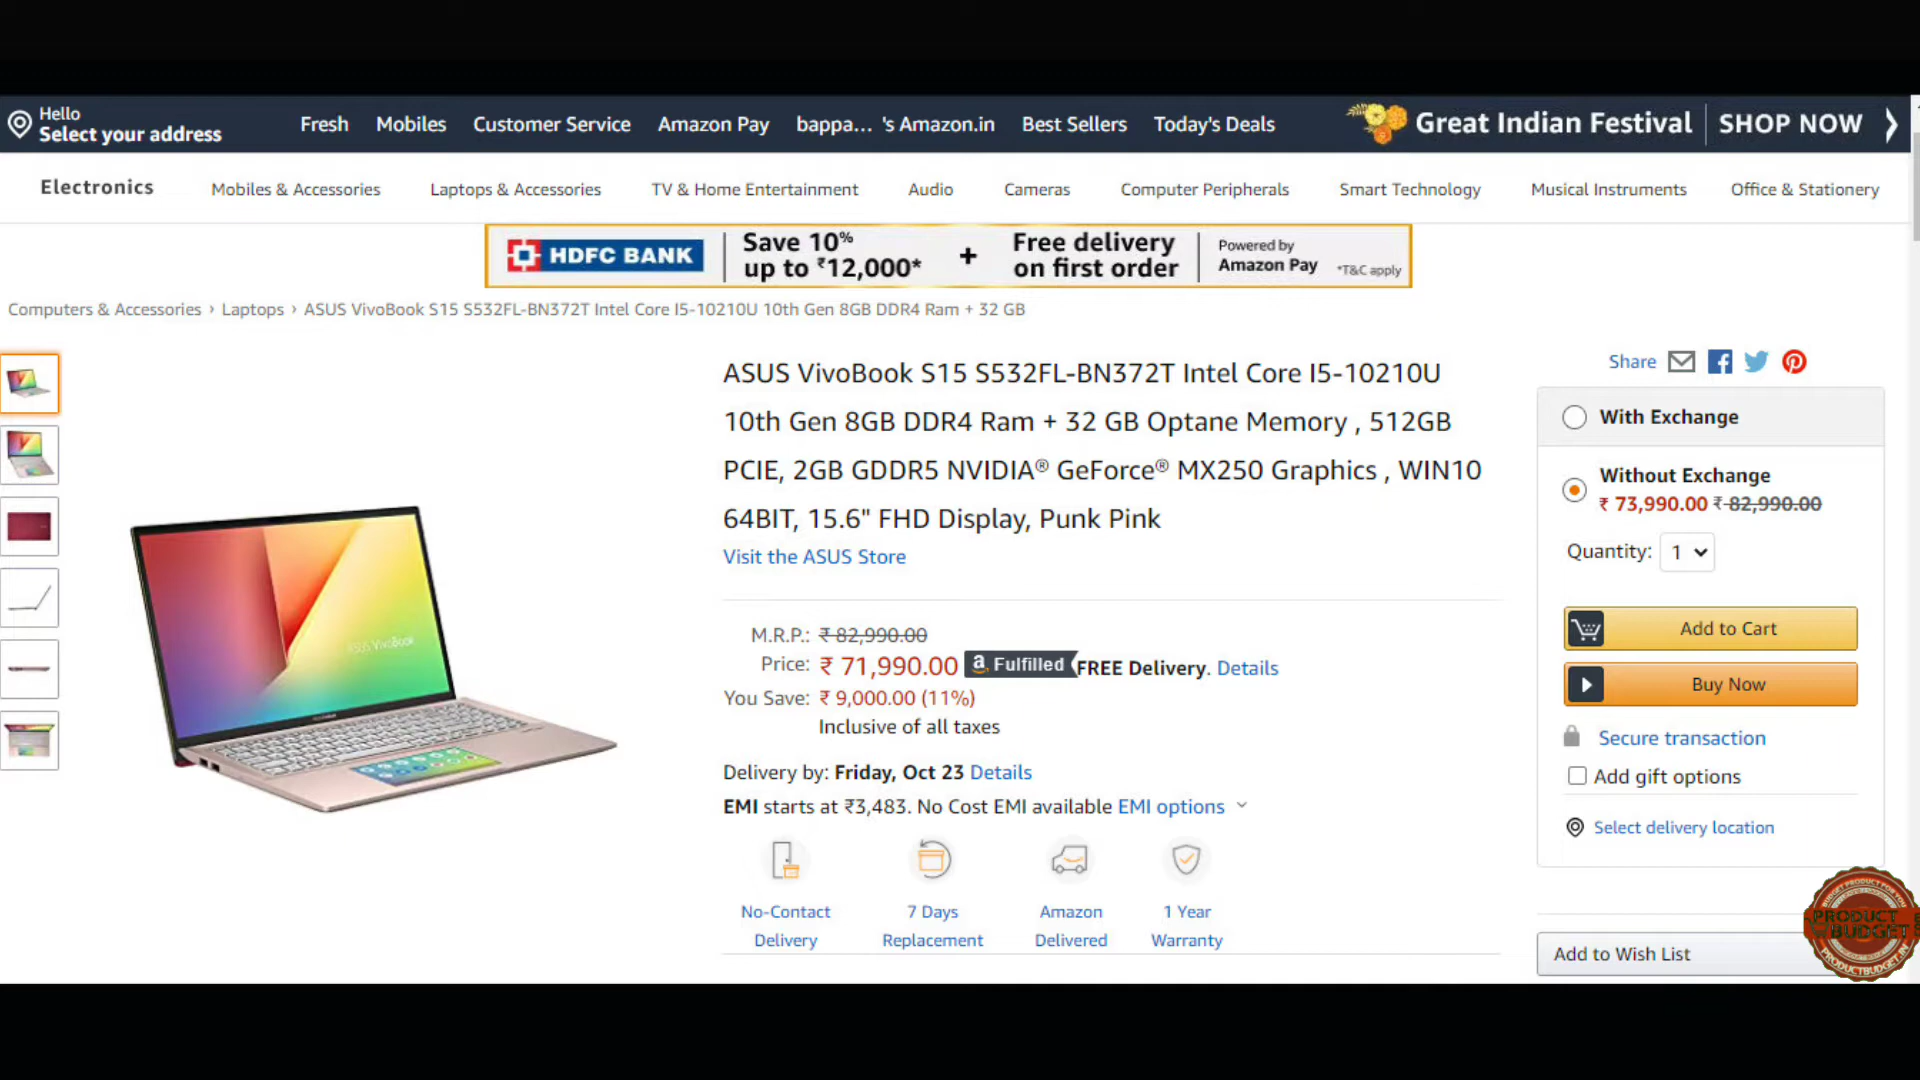 Hello
Select your address
Fresh
Mobiles
Customer Service
Amazon Pay
bappa... 's Amazon.in
Best Sellers
Today's Deals
Great Indian Festival
SHOP NOW
Electronics
Mobiles & Accessories
Laptops & Accessories
TV & Home Entertainment
Audio
Cameras
Computer Peripherals
Smart Technology
Musical Instruments
Office & Stationery
HDFC BANK
Save 10%
up to ₹12,000*
+
Free delivery
on first order
Powered by
Amazon Pay
*T&C apply
Computers & Accessories › Laptops › ASUS VivoBook S15 S532FL-BN372T Intel Core I5-10210U 10th Gen 8GB DDR4 Ram + 32 GB
ASUS VivoBook
ASUS VivoBook S15 S532FL-BN372T Intel Core I5-10210U
10th Gen 8GB DDR4 Ram + 32 GB Optane Memory , 512GB
PCIE, 2GB GDDR5 NVIDIA® GeForce® MX250 Graphics , WIN10
64BIT, 15.6" FHD Display, Punk Pink
Visit the ASUS Store
M.R.P.: ₹ 82,990.00
Price: ₹ 71,990.00 a Fulfilled FREE Delivery. Details
You Save: ₹ 9,000.00 (11%)
Inclusive of all taxes
Delivery by: Friday, Oct 23 Details
EMI starts at ₹3,483. No Cost EMI available EMI options
No-Contact
Delivery
7 Days
Replacement
Amazon
Delivered
1 Year
Warranty
Share
With Exchange
Without Exchange
₹ 73,990.00 ₹ 82,990.00
Quantity: 1
Add to Cart
Buy Now
Secure transaction
Add gift options
Select delivery location
Add to Wish List
BUDGET PRODUCT FOR YOU
PRODUCT
BUDGET
PRODUCTBUDGET.IN